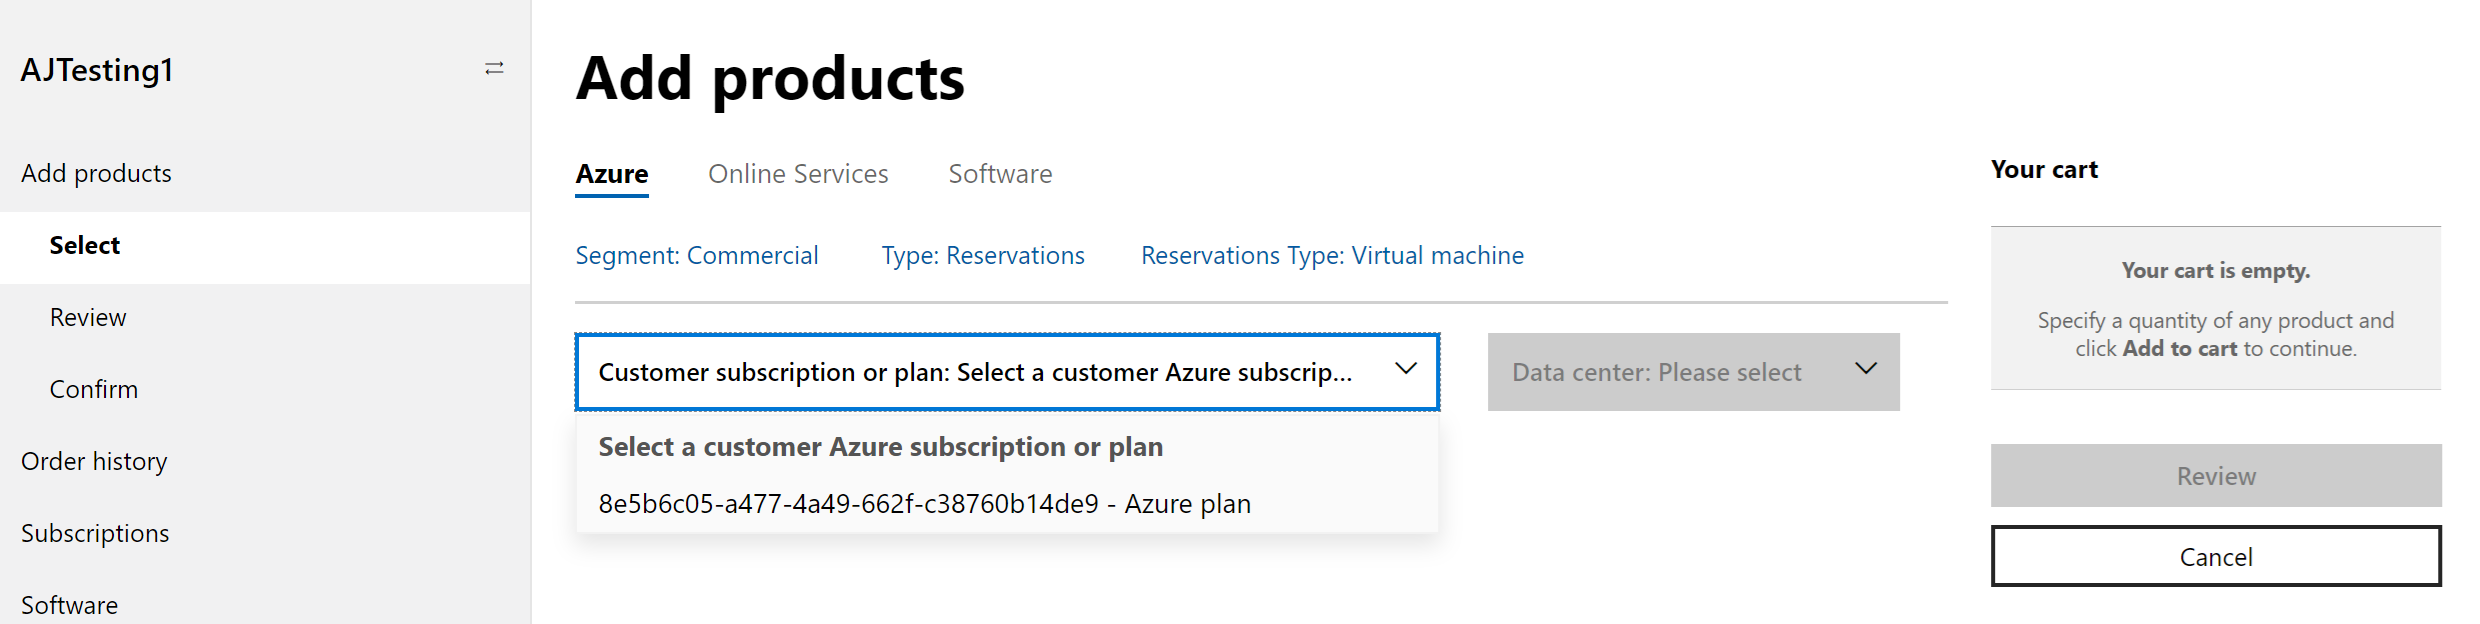 AJTesting1
Add products
Select
Review
Confirm
Order history
Subscriptions
Software
Add products
Azure
Online Services
Software
Segment: Commercial
Type: Reservations
Reservations Type: Virtual machine
Customer subscription or plan: Select a customer Azure subscrip...
Data center: Please select
Select a customer Azure subscription or plan
8e5b6c05-a477-4a49-662f-c38760b14de9 - Azure plan
Your cart
Your cart is empty.
Specify a quantity of any product and
click Add to cart to continue.
Review
Cancel